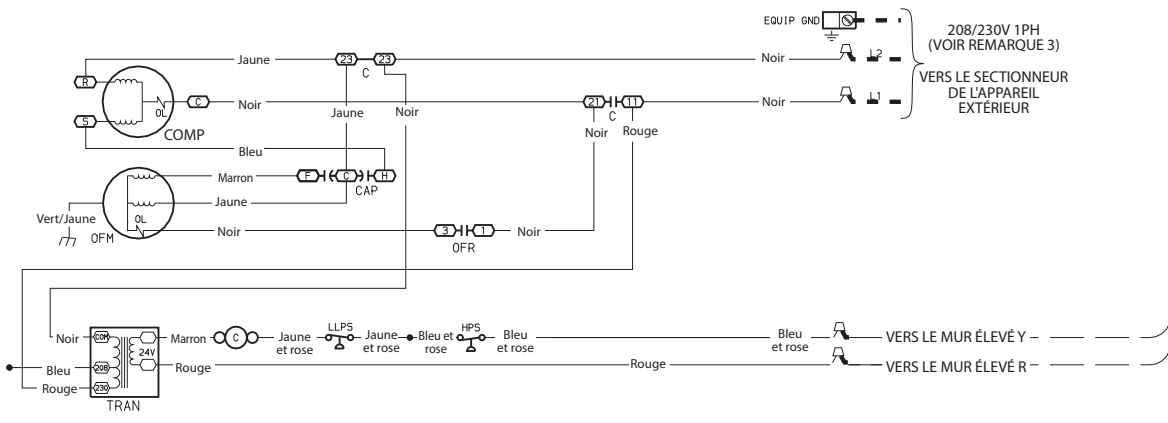 EQUIP GND
208/230V 1PH
(VOIR REMARQUE 3)
VERS LE SECTIONNEUR
DE L'APPAREIL
EXTÉRIEUR
Jaune
23
23
C
Noir
L2
R
C
OL
Noir
Jaune
Noir
21
11
C
Noir
L1
S
COMP
Noir
Rouge
Bleu
Marron
F
C
H
CAP
Jaune
Vert/Jaune
OL
OFM
Noir
3
1
OFR
Noir
Noir
COM
24V
Marron
C
Jaune
et rose
LLPS
Jaune
et rose
Bleu et
rose
HPS
Bleu
et rose
Bleu
et rose
VERS LE MUR ÉLEVÉ Y
Bleu
208
Rouge
Rouge
VERS LE MUR ÉLEVÉ R
Rouge
230
TRAN